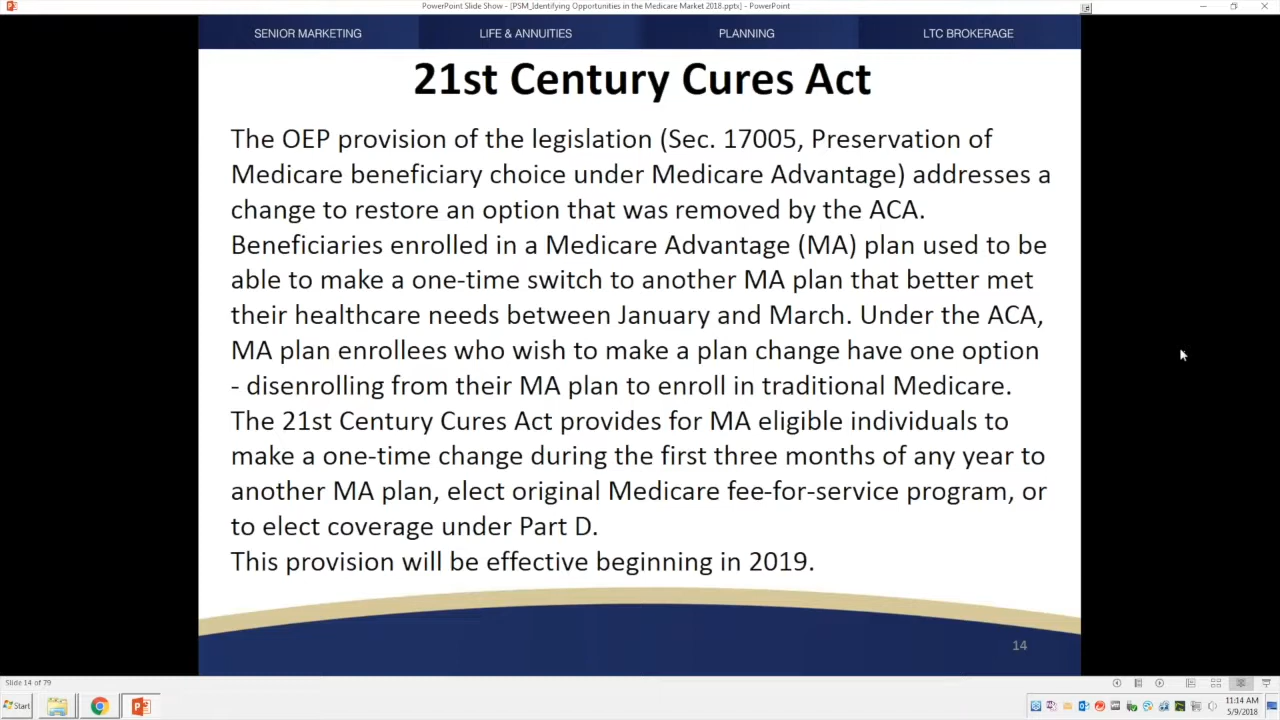 PowerPoint Slide Show - [PSM_Identifying Opportunities in the Medicare Market 2018.pptx] - PowerPoint
SENIOR MARKETING
LIFE & ANNUITIES
PLANNING
LTC BROKERAGE
21st Century Cures Act
The OEP provision of the legislation (Sec. 17005, Preservation of
Medicare beneficiary choice under Medicare Advantage) addresses a
change to restore an option that was removed by the ACA.
Beneficiaries enrolled in a Medicare Advantage (MA) plan used to be
able to make a one-time switch to another MA plan that better met
their healthcare needs between January and March. Under the ACA,
MA plan enrollees who wish to make a plan change have one option
- disenrolling from their MA plan to enroll in traditional Medicare.
The 21st Century Cures Act provides for MA eligible individuals to
make a one-time change during the first three months of any year to
another MA plan, elect original Medicare fee-for-service program, or
to elect coverage under Part D.
This provision will be effective beginning in 2019.
14
Slide 14 of 79
Start
11:14 AM
5/9/2018